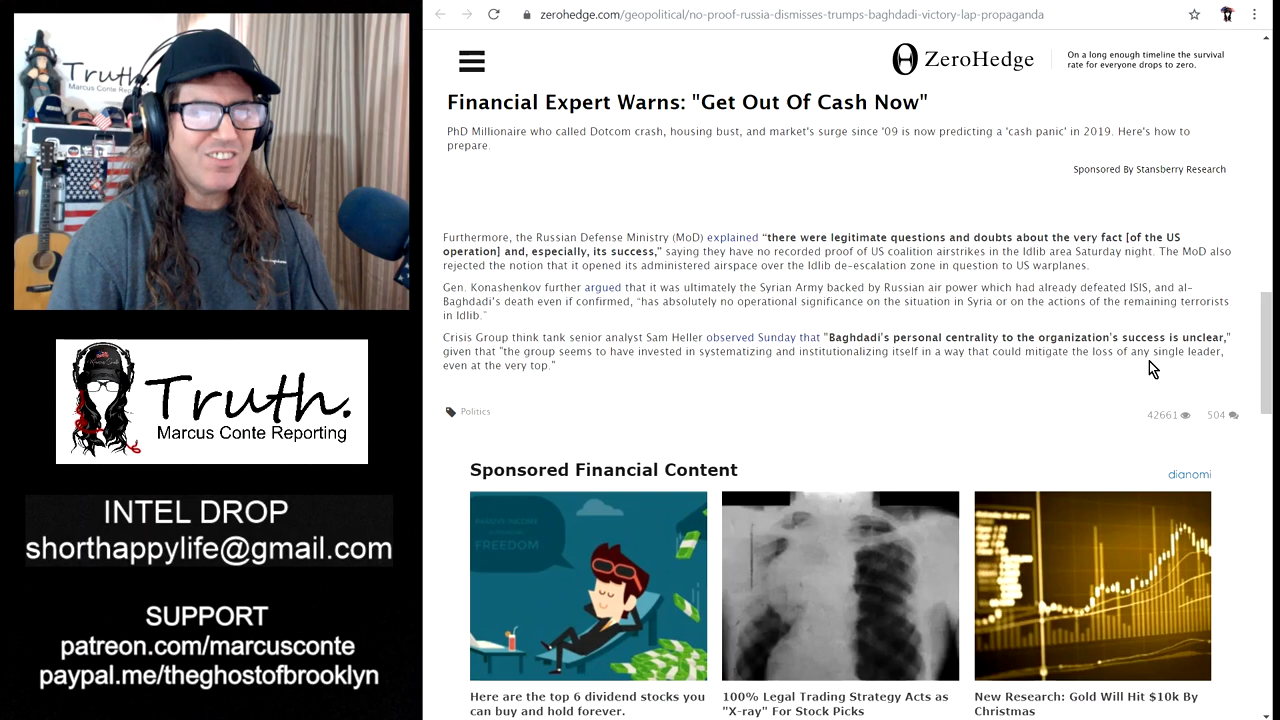 Truth.
Marcus Conte Reporting
Truth.
Marcus Conte Reporting
INTEL DROP
shorthappylife@gmail.com
SUPPORT
patreon.com/marcusconte
paypal.me/theghostofbrooklyn
zerohedge.com/geopolitical/no-proof-russia-dismisses-trumps-baghdadi-victory-lap-propaganda
ZeroHedge
On a long enough timeline the survival
rate for everyone drops to zero.
Financial Expert Warns: "Get Out Of Cash Now"
PhD Millionaire who called Dotcom crash, housing bust, and market's surge since '09 is now predicting a 'cash panic' in 2019. Here's how to
prepare.
Sponsored By Stansberry Research
Furthermore, the Russian Defense Ministry (MoD) explained “there were legitimate questions and doubts about the very fact [of the US
operation] and, especially, its success,” saying they have no recorded proof of US coalition airstrikes in the Idlib area Saturday night. The MoD also
rejected the notion that it opened its administered airspace over the Idlib de-escalation zone in question to US warplanes.
Gen. Konashenkov further argued that it was ultimately the Syrian Army backed by Russian air power which had already defeated ISIS, and al-
Baghdadi's death even if confirmed, “has absolutely no operational significance on the situation in Syria or on the actions of the remaining terrorists
in Idlib.”
Crisis Group think tank senior analyst Sam Heller observed Sunday that "Baghdadi's personal centrality to the organization's success is unclear,"
given that "the group seems to have invested in systematizing and institutionalizing itself in a way that could mitigate the loss of any single leader,
even at the very top."
Politics
42661
504
Sponsored Financial Content
dianomi
PASSIVE INCOME
FREEDOM
Here are the top 6 dividend stocks you
can buy and hold forever.
100% Legal Trading Strategy Acts as
"X-ray" For Stock Picks
New Research: Gold Will Hit $10k By
Christmas